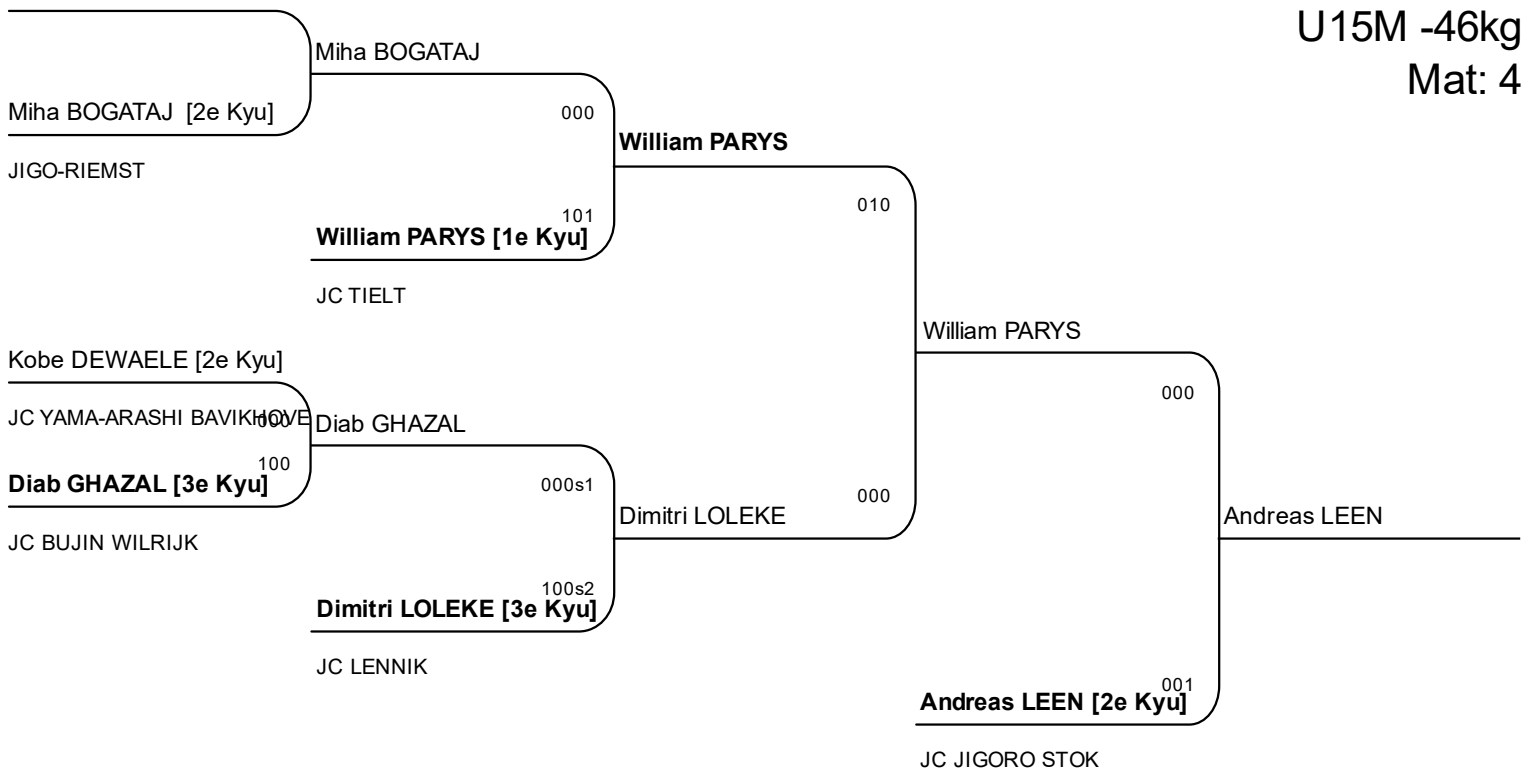 U15M -46kg
Mat: 4
Miha BOGATAJ
Miha BOGATAJ [2e Kyu]
000
William PARYS
JIGO-RIEMST
010
101
William PARYS [1e Kyu]
JC TIELT
William PARYS
Kobe DEWAELE [2e Kyu]
000
JC YAMA-ARASHI BAVIKHOVE
000
Diab GHAZAL
100
Diab GHAZAL [3e Kyu]
000s1
000
Dimitri LOLEKE
Andreas LEEN
JC BUJIN WILRIJK
100s2
Dimitri LOLEKE [3e Kyu]
JC LENNIK
001
Andreas LEEN [2e Kyu]
JC JIGORO STOK